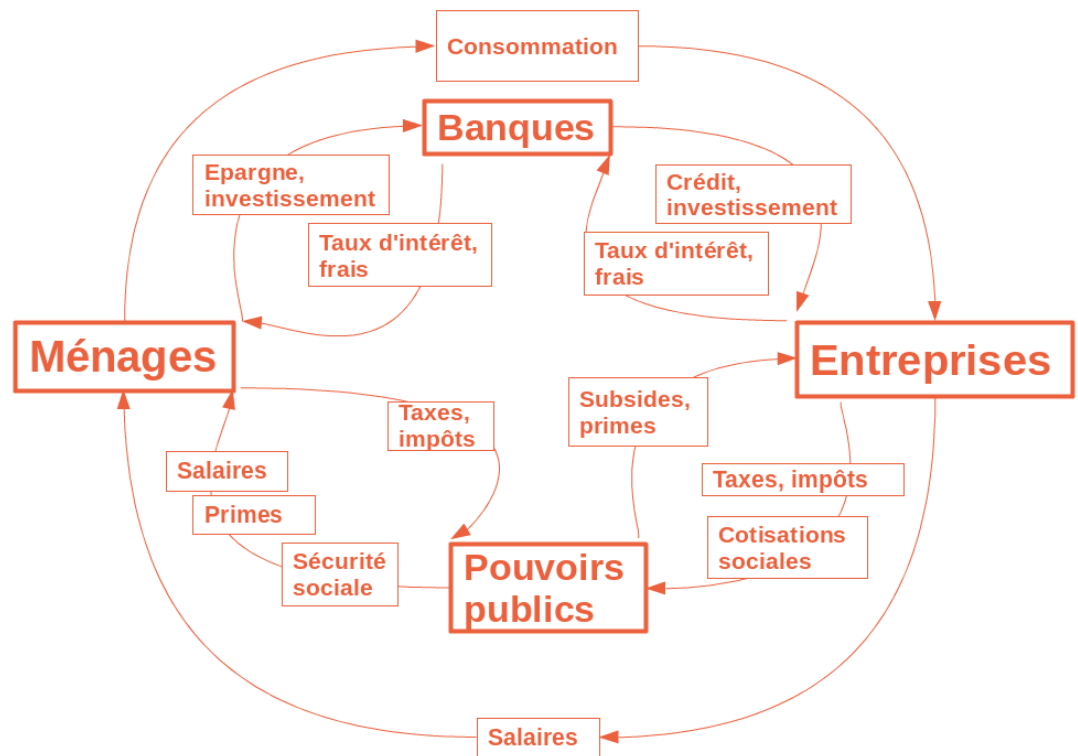 Consommation
Banques
Epargne,
investissement
Crédit,
investissement
Taux d'intérêt,
frais
Taux d'intérêt,
frais
Ménages
Entreprises
Taxes,
impôts
Subsides,
primes
Salaires
Taxes, impôts
Primes
Cotisations
sociales
Sécurité
sociale
Pouvoirs
publics
Salaires